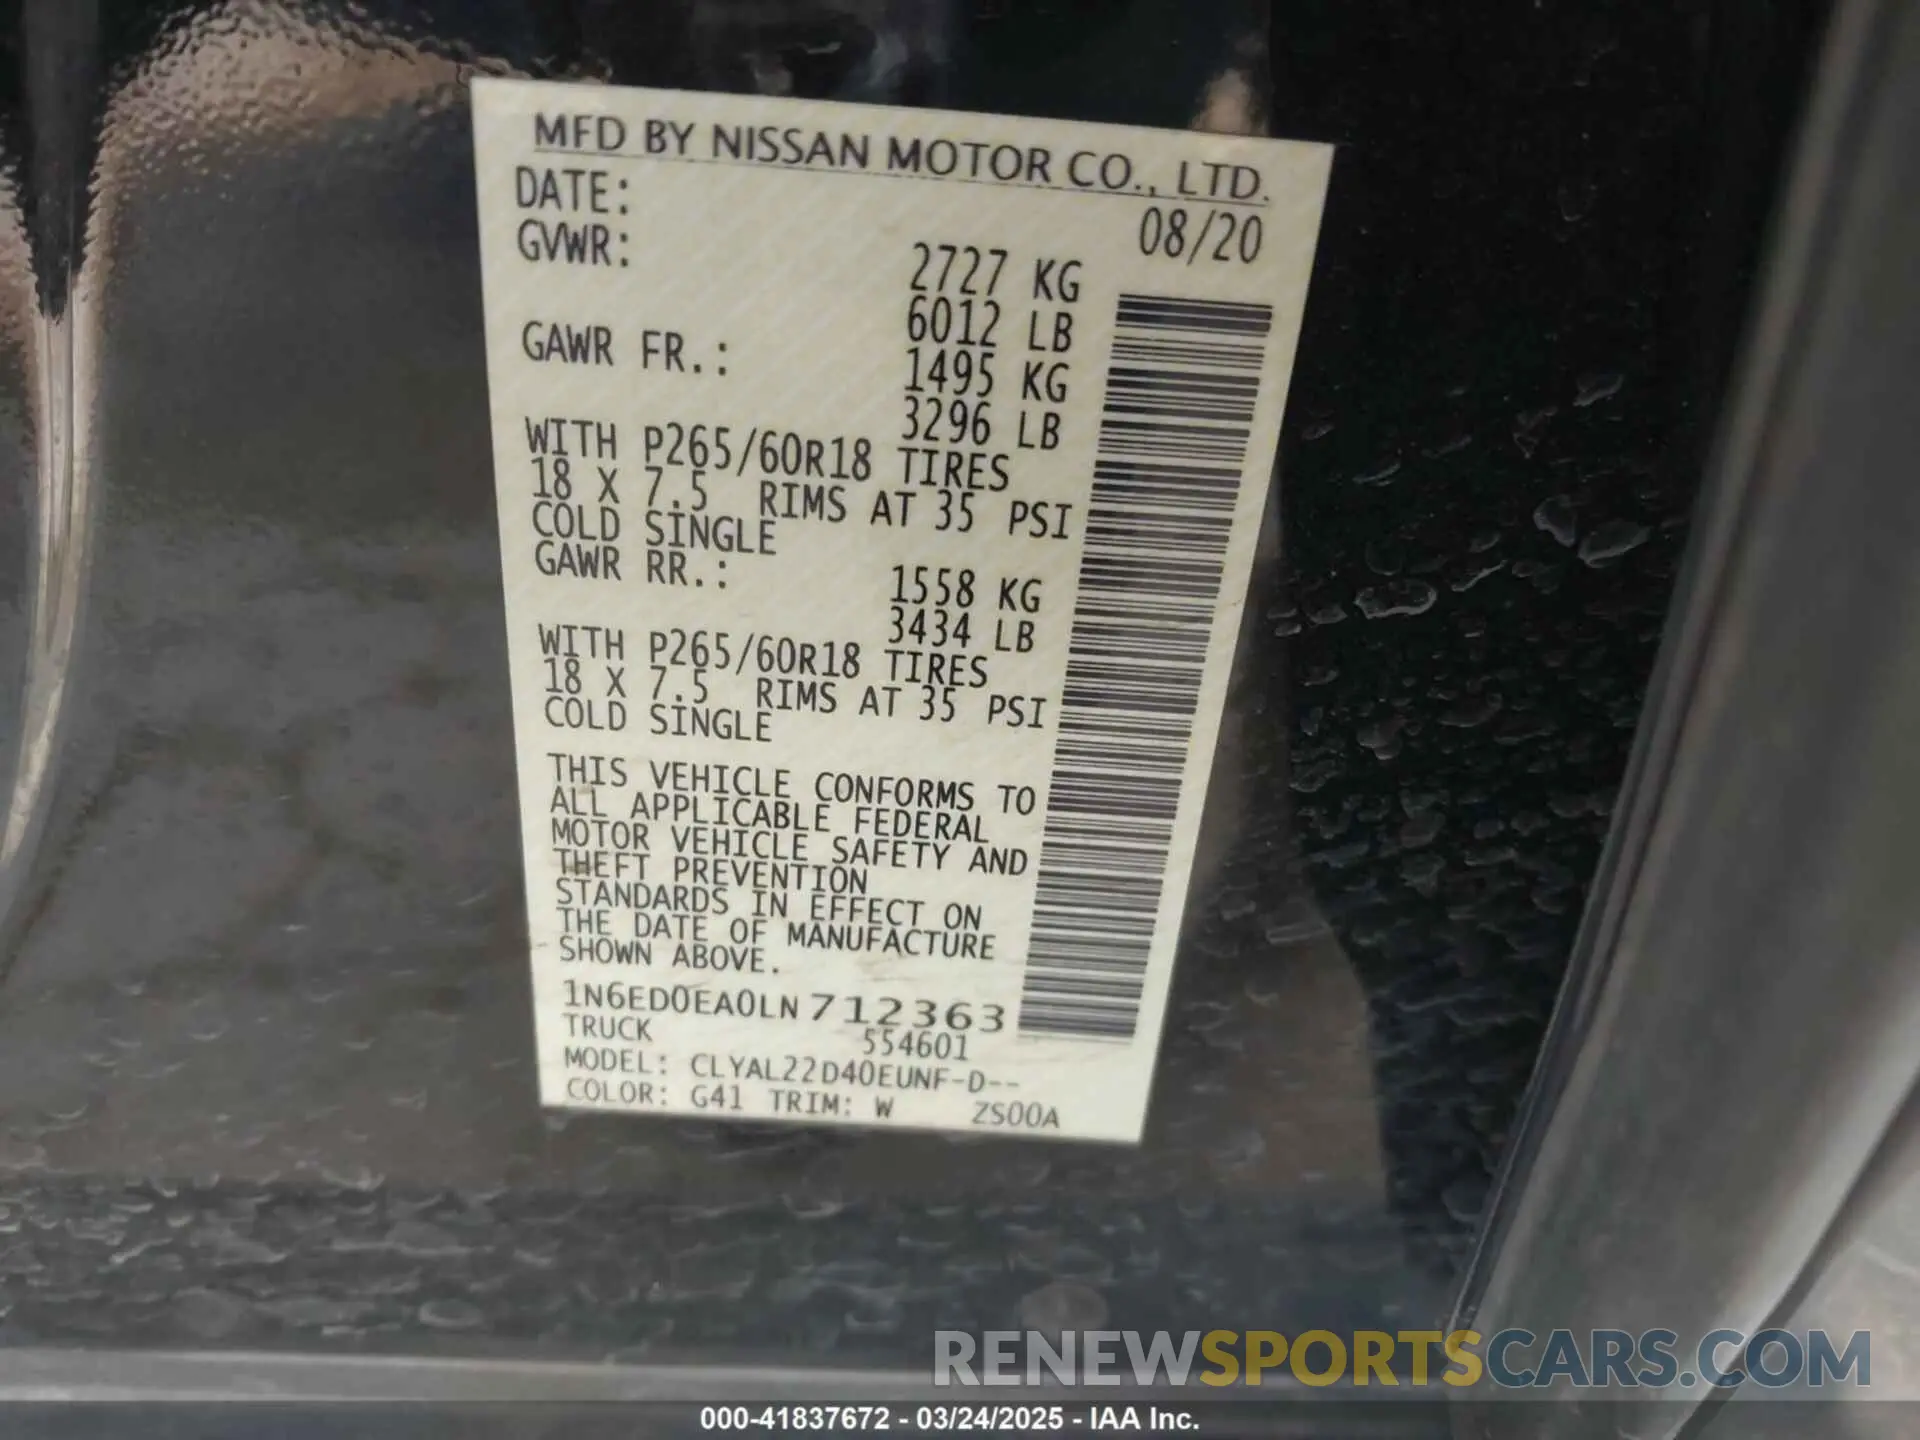 MFD BY NISSAN MOTOR CO., LTD.
DATE: 08/20
GVWR: 2727 KG
6012 LB
GAWR FR.: 1495 KG
3296 LB
WITH P265/60R18 TIRES
18 X 7.5 RIMS AT 35 PSI
COLD SINGLE
GAWR RR.: 1558 KG
3434 LB
WITH P265/60R18 TIRES
18 X 7.5 RIMS AT 35 PSI
COLD SINGLE
THIS VEHICLE CONFORMS TO
ALL APPLICABLE FEDERAL
MOTOR VEHICLE SAFETY AND
THEFT PREVENTION
STANDARDS IN EFFECT ON
THE DATE OF MANUFACTURE
SHOWN ABOVE.
1N6ED0EA0LN712363
TRUCK 554601
MODEL: CLYAL22D40EUNF-D--
COLOR: G41 TRIM: W ZS00A
RENEWSPORTSCARS.COM
000-41837672 - 03/24/2025 - IAA Inc.